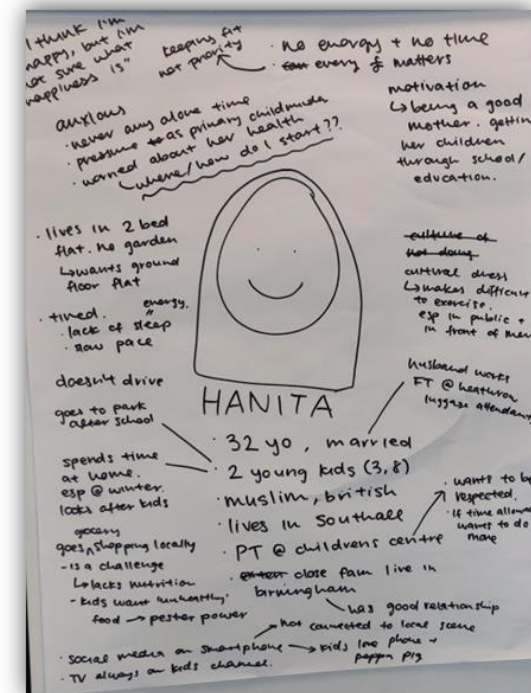 I think I'm
happy, but I'm
not sure what
happiness is"
keeping fit
not priority
· no energy + no time
· every £ matters
anxious
· never any alone time
· pressure as primary childminder
· worried about her health
where/how do I start??
motivation
↳ being a good
mother. getting
her children
through school/
education.
· lives in 2 bed
flat. no garden
↳ wants ground
floor flat
· tired. energy.
· lack of sleep "
· slow pace
culture of
not doing
cultural dress
↳ makes difficult
to exercise.
esp in public +
in front of men
doesn't drive
goes to park
after school
husband works
FT @ heathrow
luggage attendant
HANITA
· 32 yo, married
· 2 young kids (3, 8)
· muslim, british
· lives in Southall
· PT @ childrens centre
· close fam live in
birmingham
spends time
at home.
esp @ winter.
looks after kids
· wants to be
respected.
· if time allowed
wants to do
more
goes grocery shopping locally
- is a challenge
↳ lacks nutrition
- kids want "unhealthy"
food → pester power
has good relationship
not connected to local scene
· social media on smartphone → kids love phone +
peppa pig
· TV always on kids channel.